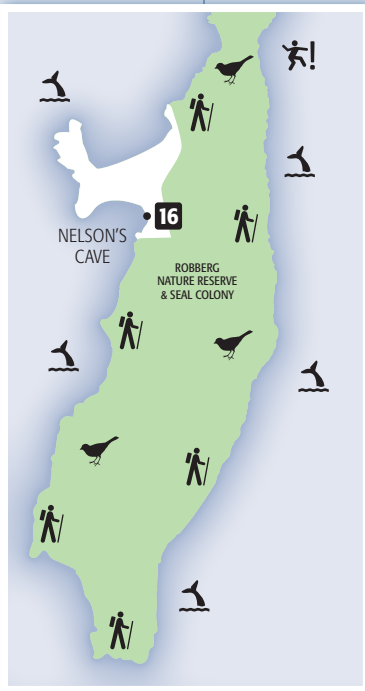 16
NELSON'S
CAVE
ROBBERG
NATURE RESERVE
& SEAL COLONY
!